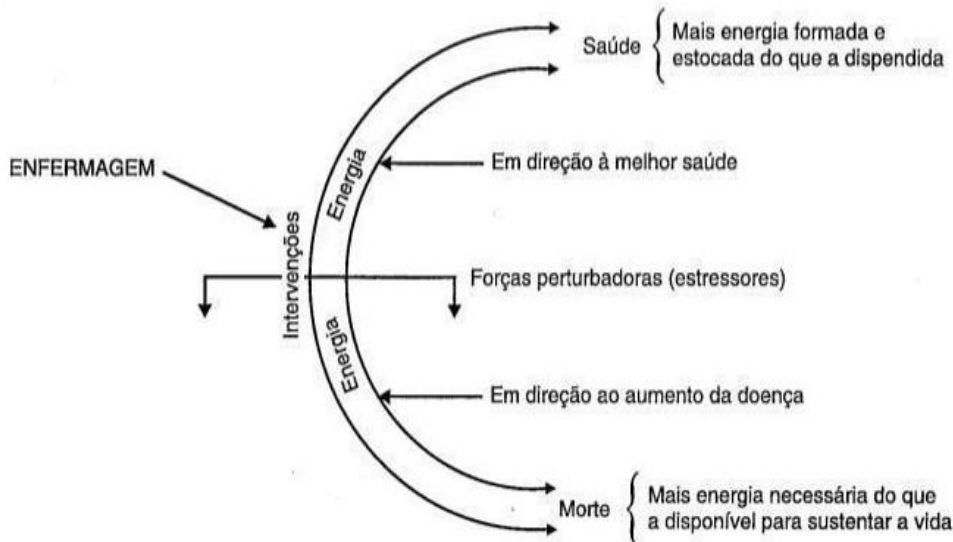 Saúde
Mais energia formada e
estocada do que a dispendida
ENFERMAGEM
Energia
Em direção à melhor saúde
Intervenções
Forças perturbadoras (estressores)
Energia
Em direção ao aumento da doença
Morte
Mais energia necessária do que
a disponível para sustentar a vida